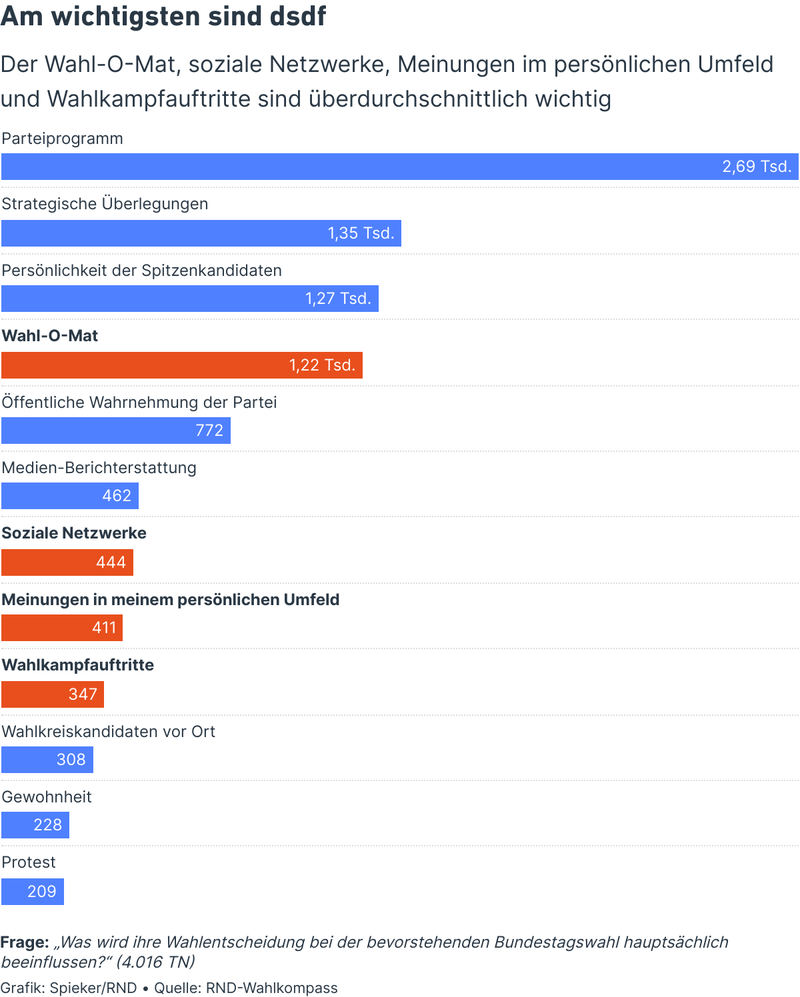 Am wichtigsten sind dsdf
Der Wahl-O-Mat, soziale Netzwerke, Meinungen im persönlichen Umfeld
und Wahlkampfauftritte sind überdurchschnittlich wichtig
Parteiprogramm
2,69 Tsd.
Strategische Überlegungen
1,35 Tsd.
Persönlichkeit der Spitzenkandidaten
1,27 Tsd.
Wahl-O-Mat
1,22 Tsd.
Öffentliche Wahrnehmung der Partei
772
Medien-Berichterstattung
462
Soziale Netzwerke
444
Meinungen in meinem persönlichen Umfeld
411
Wahlkampfauftritte
347
Wahlkreiskandidaten vor Ort
308
Gewohnheit
228
Protest
209
Frage: „Was wird ihre Wahlentscheidung bei der bevorstehenden Bundestagswahl hauptsächlich
beeinflussen?“ (4.016 TN)
Grafik: Spieker/RND • Quelle: RND-Wahlkompass